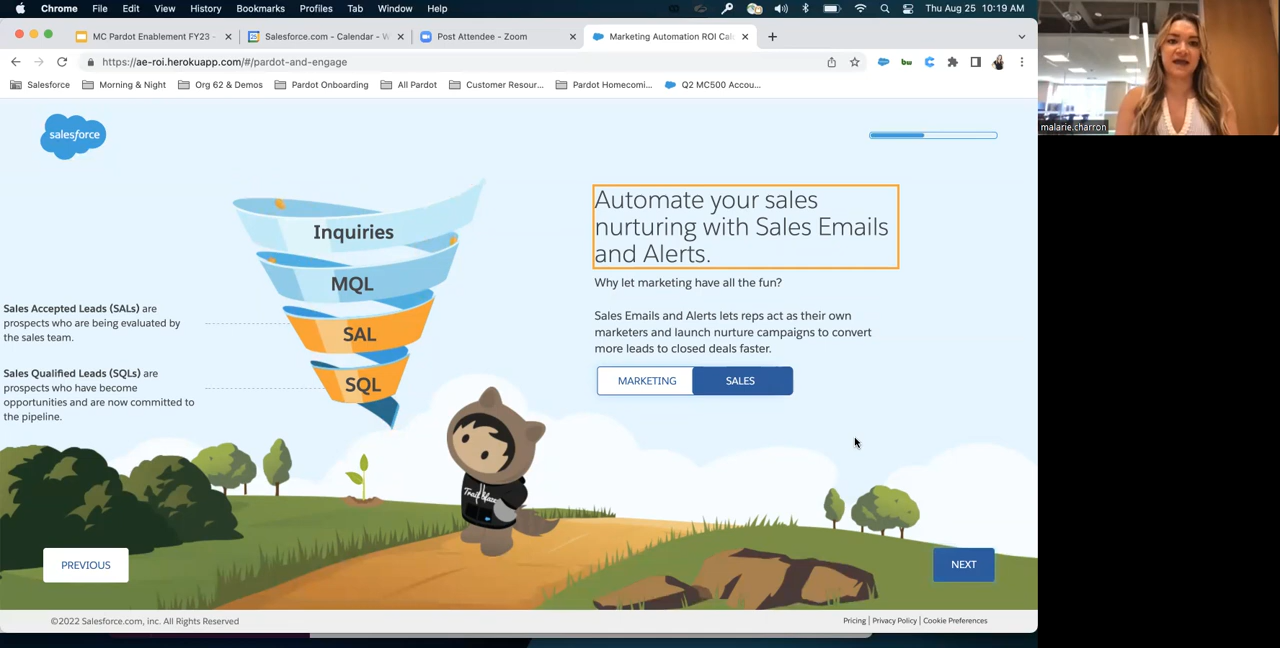 Chrome File Edit View History Bookmarks Profiles Tab Window Help Thu Aug 25 10:19 AM
MC Pardot Enablement FY23 -
Salesforce.com - Calendar - W
Post Attendee - Zoom
Marketing Automation ROI Calc
https://ae-roi.herokuapp.com/#/pardot-and-engage
Salesforce Morning & Night Org 62 & Demos Pardot Onboarding All Pardot Customer Resour... Pardot Homecomi... Q2 MC500 Accou...
malarie.charron
salesforce
Inquiries
MQL
SAL
SQL
Sales Accepted Leads (SALs) are
prospects who are being evaluated by
the sales team.
Sales Qualified Leads (SQLs) are
prospects who have become
opportunities and are now committed to
the pipeline.
Automate your sales
nurturing with Sales Emails
and Alerts.
Why let marketing have all the fun?
Sales Emails and Alerts lets reps act as their own
marketers and launch nurture campaigns to convert
more leads to closed deals faster.
MARKETING SALES
PREVIOUS
NEXT
©2022 Salesforce.com, inc. All Rights Reserved
Pricing | Privacy Policy | Cookie Preferences